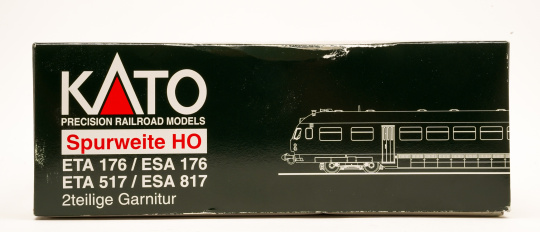 KATO
PRECISION RAILROAD MODELS
Spurweite HO
ETA 176 / ESA 176
ETA 517 / ESA 817
2teilige Garnitur